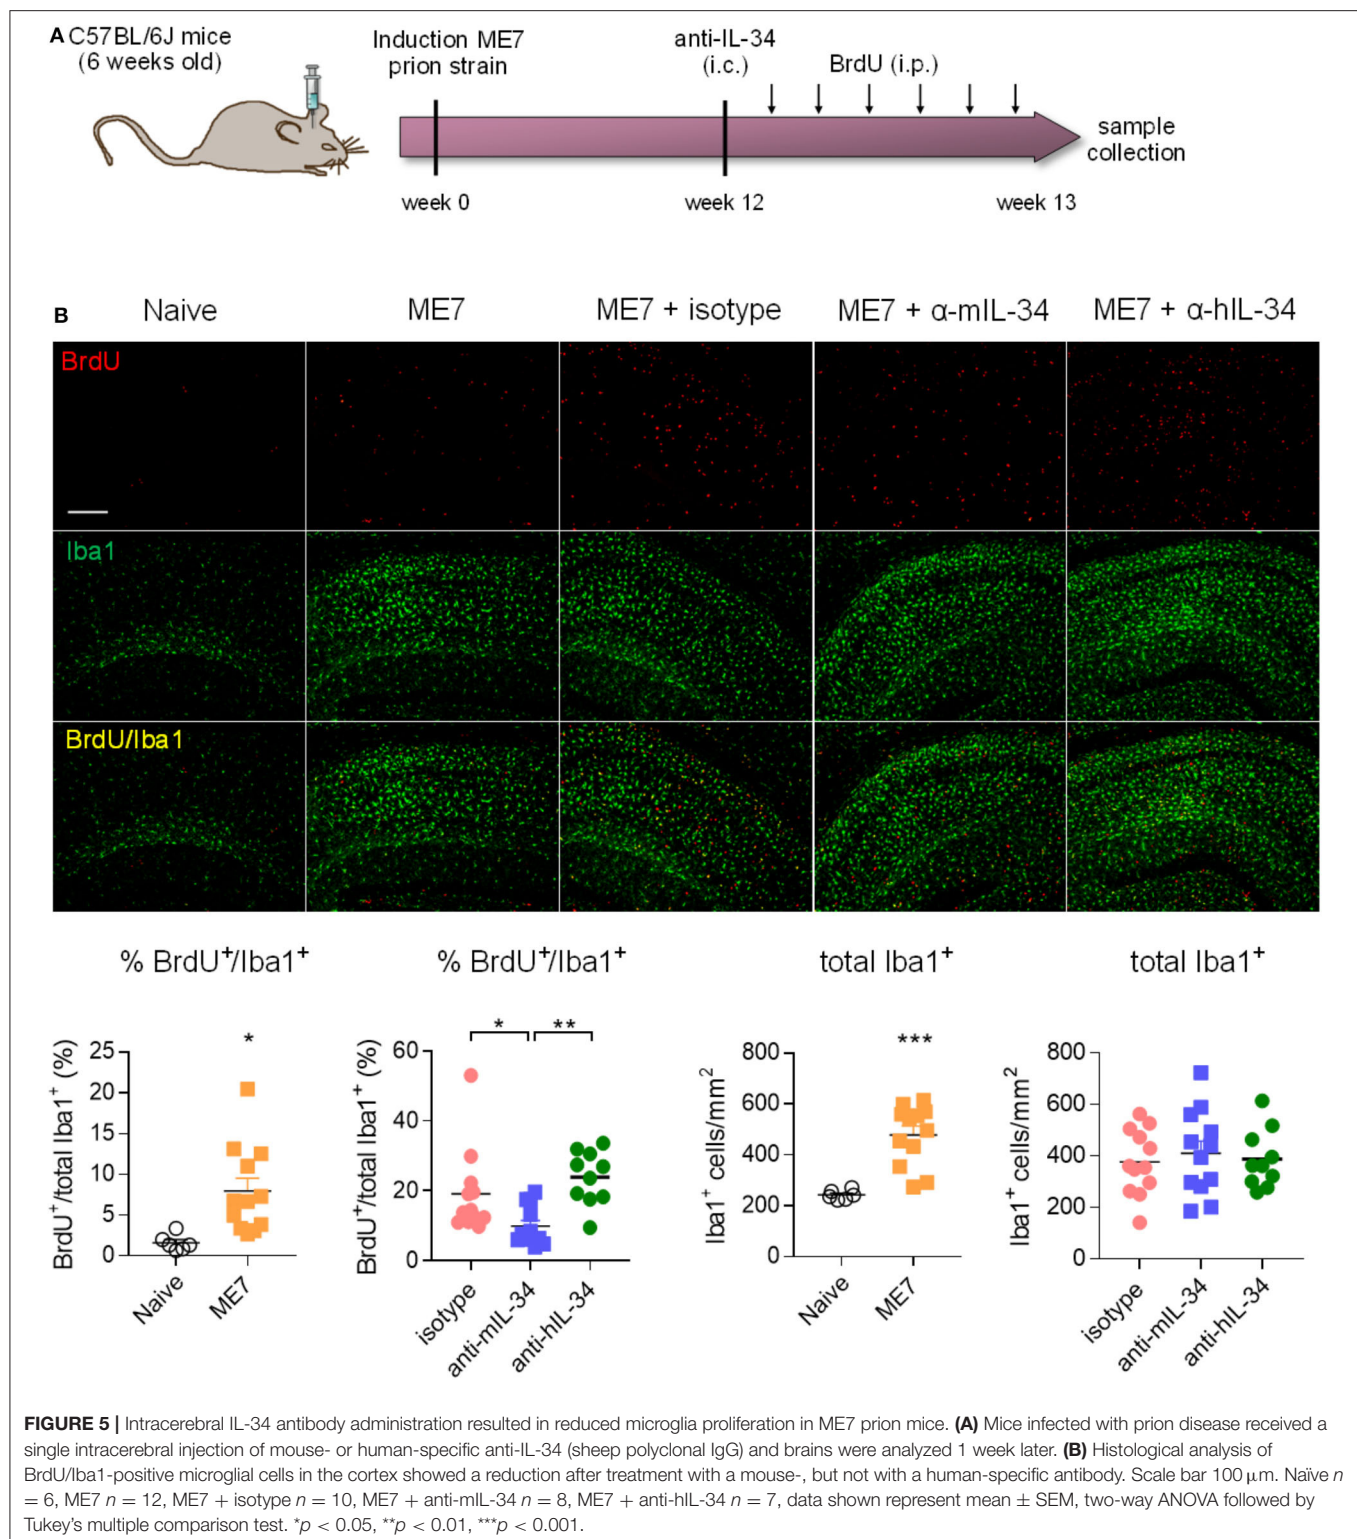 A C57BL/6J mice
(6 weeks old)
Induction ME7
prion strain
anti-IL-34
(i.c.)
BrdU (i.p.)
sample
collection
week 0
week 12
week 13
B
Naive
ME7
ME7 + isotype
ME7 + α-mIL-34
ME7 + α-hIL-34
BrdU
Iba1
BrdU/Iba1
% BrdU⁺/Iba1⁺
BrdU⁺/total Iba1⁺ (%)
25
20
15
10
5
0
*
Naive
ME7
% BrdU⁺/Iba1⁺
BrdU⁺/total Iba1⁺ (%)
60
40
20
0
*
**
isotype
anti-mIL-34
anti-hIL-34
total Iba1⁺
Iba1⁺ cells/mm²
800
600
400
200
0
***
Naive
ME7
total Iba1⁺
Iba1⁺ cells/mm²
800
600
400
200
0
isotype
anti-mIL-34
anti-hIL-34
FIGURE 5 | Intracerebral IL-34 antibody administration resulted in reduced microglia proliferation in ME7 prion mice. (A) Mice infected with prion disease received a
single intracerebral injection of mouse- or human-specific anti-IL-34 (sheep polyclonal IgG) and brains were analyzed 1 week later. (B) Histological analysis of
BrdU/Iba1-positive microglial cells in the cortex showed a reduction after treatment with a mouse-, but not with a human-specific antibody. Scale bar 100 μm. Naïve n
= 6, ME7 n = 12, ME7 + isotype n = 10, ME7 + anti-mIL-34 n = 8, ME7 + anti-hIL-34 n = 7, data shown represent mean ± SEM, two-way ANOVA followed by
Tukey's multiple comparison test. *p < 0.05, **p < 0.01, ***p < 0.001.